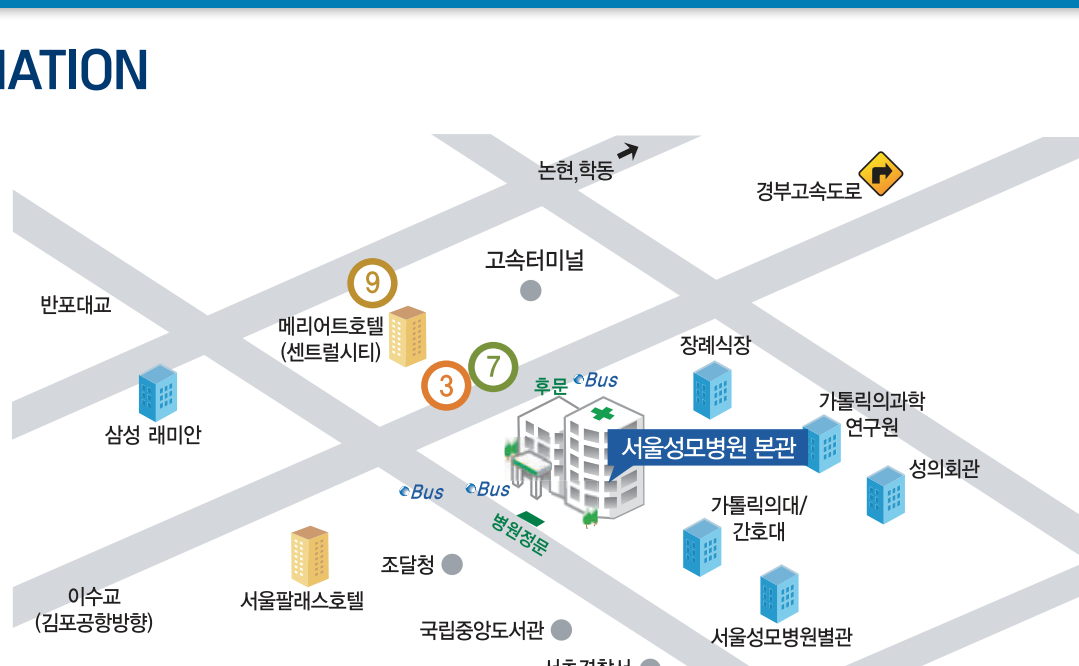 MATION
논현,학동
경부고속도로
고속터미널
9
반포대교
메리어트호텔
(센트럴시티)
장례식장
7
3
후문
Bus
가톨릭의과학
연구원
삼성 래미안
서울성모병원 본관
성의회관
Bus
Bus
가톨릭의대/
간호대
병원정문
조달청
서울팔래스호텔
이수교
(김포공항방향)
국립중앙도서관
서울성모병원별관